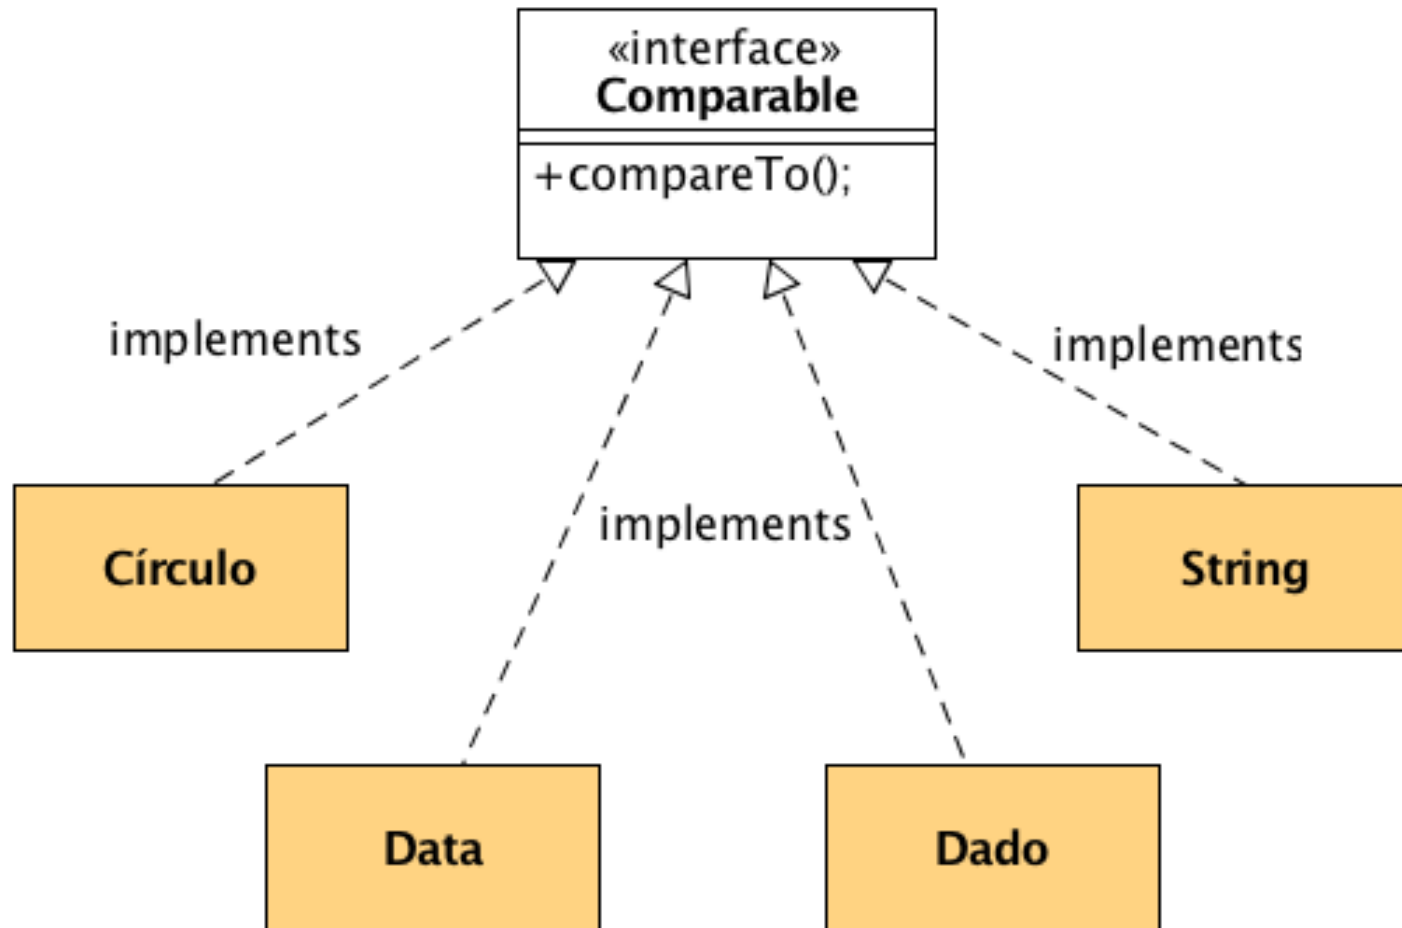 «interface»
Comparable
+compareTo();
implements
implements
implements
Círculo
String
Data
Dado